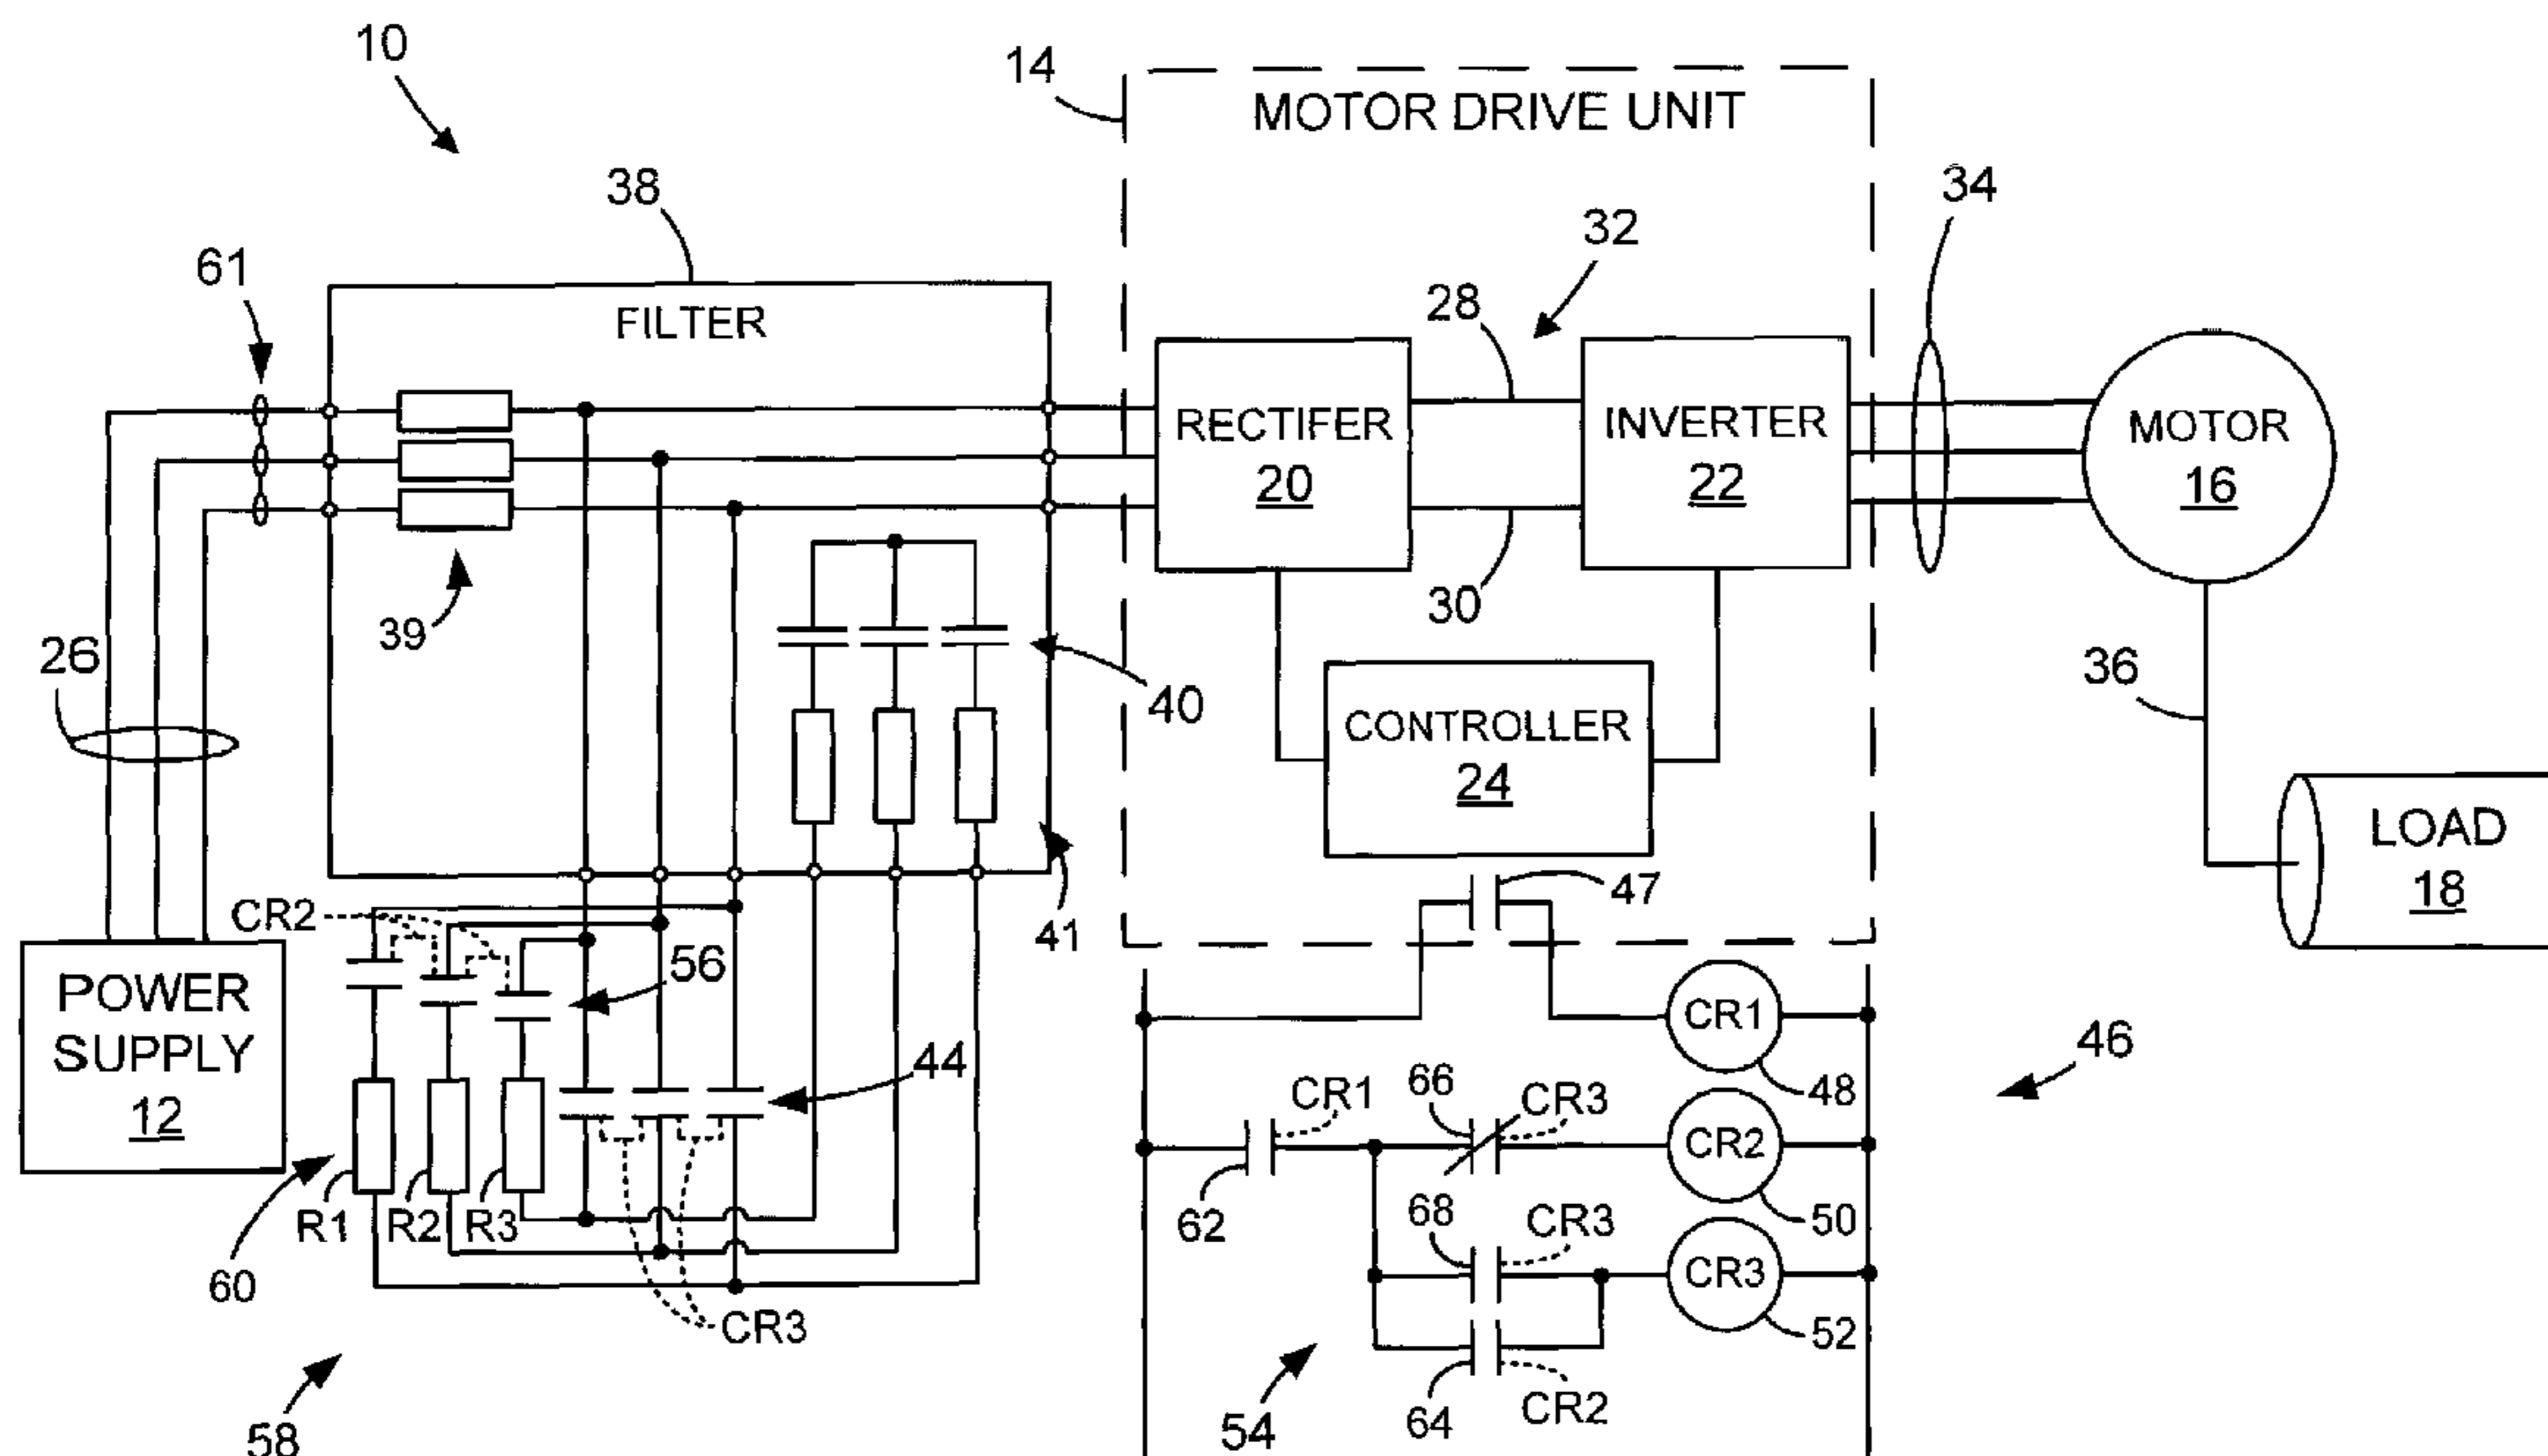 10
14
MOTOR DRIVE UNIT
38
34
61
32
28
FILTER
RECTIFER
20
INVERTER
22
MOTOR
16
39
30
26
40
36
CONTROLLER
24
LOAD
18
47
CR2
41
56
POWER
SUPPLY
12
CR1
46
44
48
CR1
66
CR3
CR2
60
R1
R2
R3
62
50
68
CR3
CR3
CR3
52
58
54
64
CR2